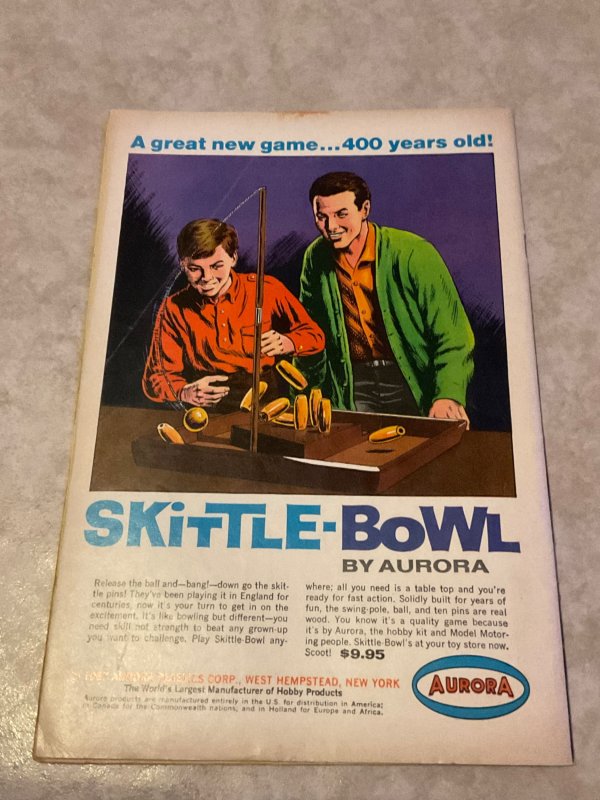 A great new game...400 years old!
SKiTTLE-BoWL
BY AURORA
Release the ball and—bang!—down go the skit-
tle pins! They've been playing it in England for
centuries, now it's your turn to get in on the
excitement. It's like bowling but different—you
need skill not strength to beat any grown-up
you want to challenge. Play Skittle-Bowl any-
where; all you need is a table top and you're
ready for fast action. Solidly built for years of
fun, the swing-pole, ball, and ten pins are real
wood. You know it's a quality game because
it's by Aurora, the hobby kit and Model Motor-
ing people. Skittle-Bowl's at your toy store now.
Scoot! $9.95
CORP., WEST HEMPSTEAD, NEW YORK
The World's Largest Manufacturer of Hobby Products
Aurora products are manufactured entirely in the U.S. for distribution in America;
in Canada for the Commonwealth nations; and in Holland for Europe and Africa.
AURORA